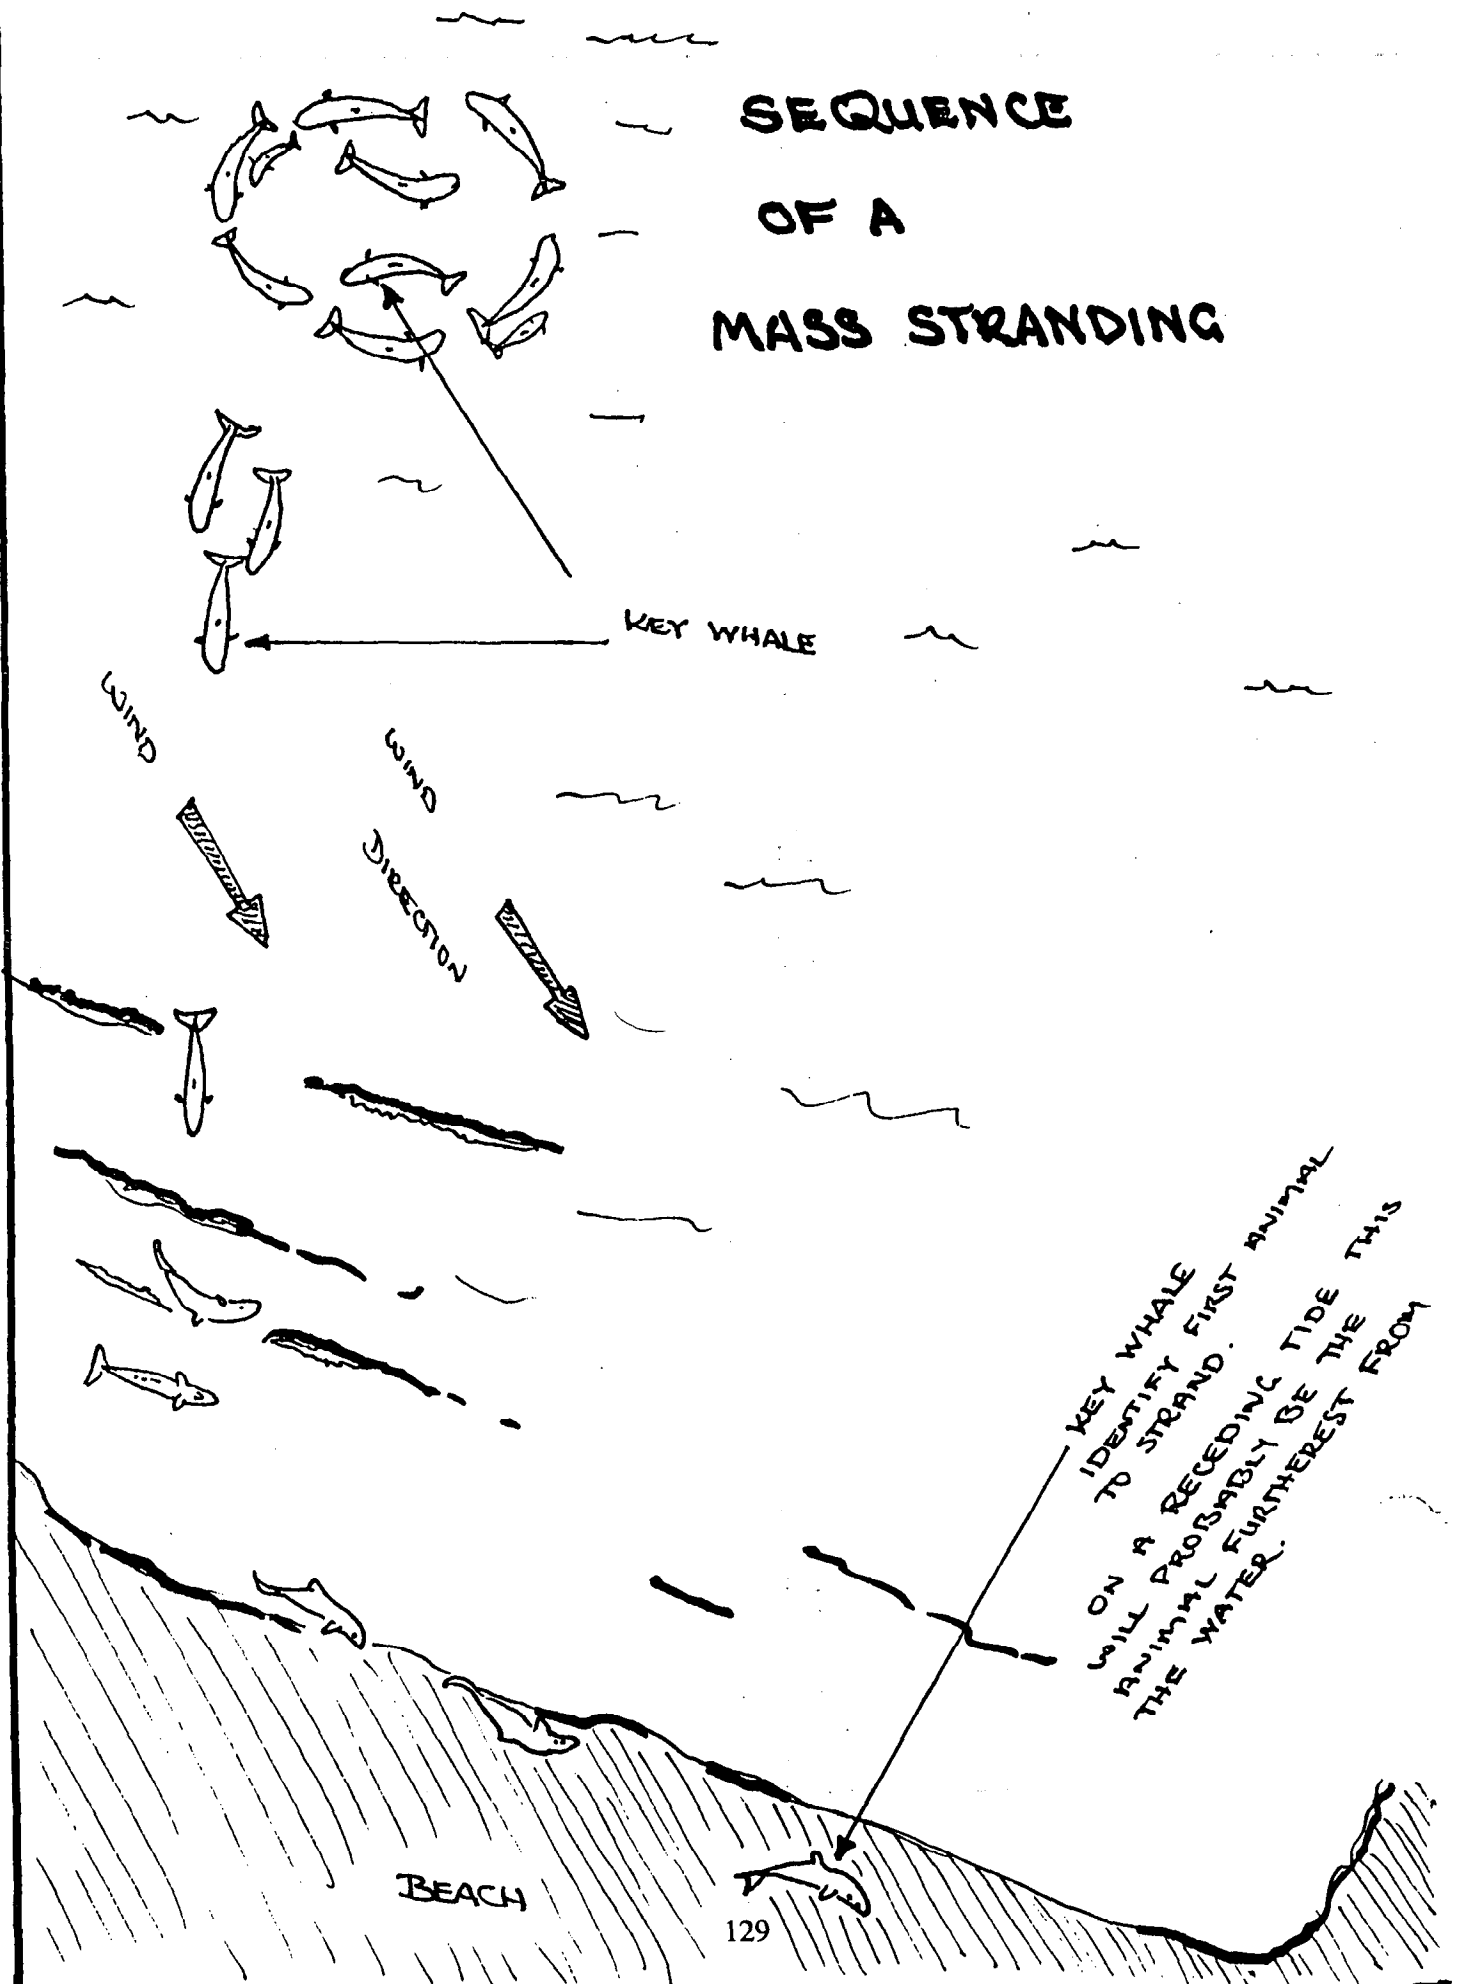 SEQUENCE
OF A
MASS STRANDING
KEY WHALE
WIND
WIND
DIRECTION
KEY WHALE
IDENTIFY FIRST ANIMAL
TO STRAND.
ON A RECEDING TIDE THIS
WILL PROBABLY BE THE
ANIMAL FURTHEREST FROM
THE WATER.
BEACH
129